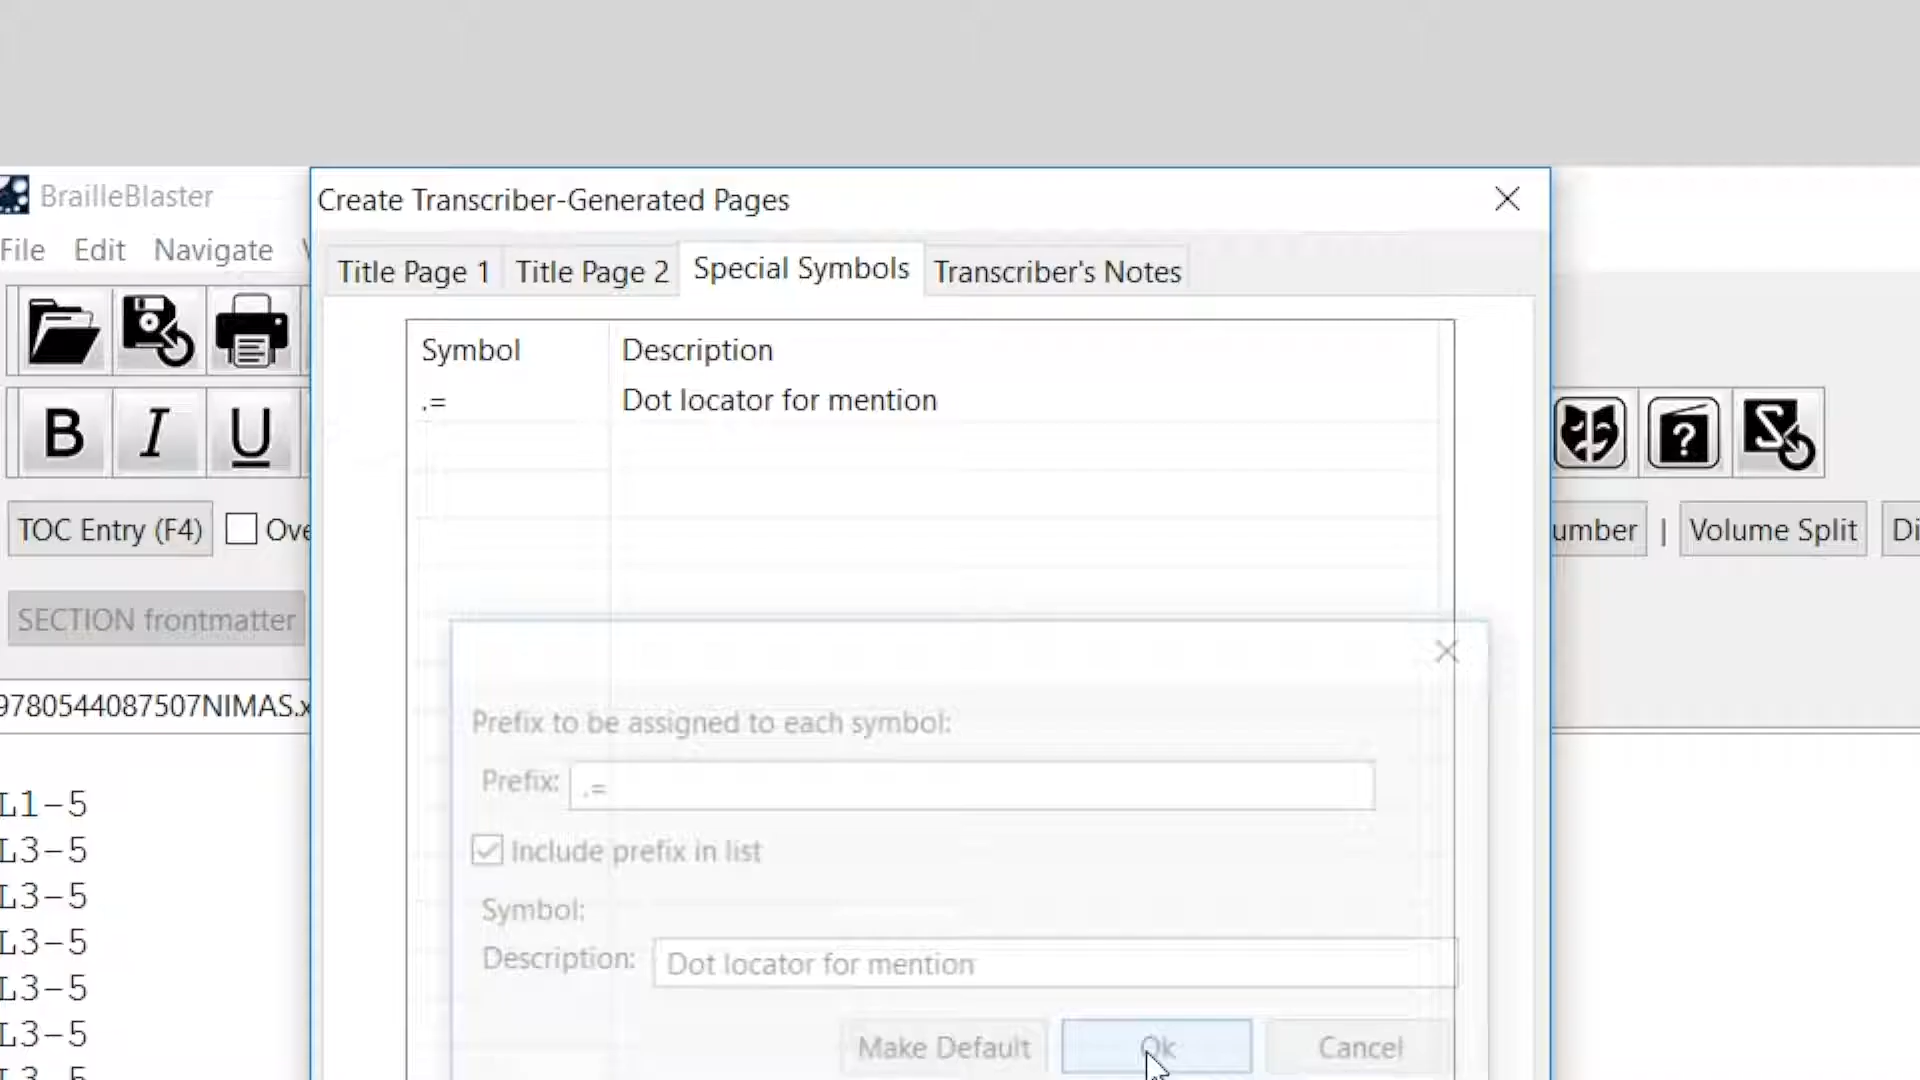 BrailleBlaster
Create Transcriber-Generated Pages
File Edit Navigate
Title Page 1 Title Page 2 Special Symbols Transcriber's Notes
Symbol Description
.= Dot locator for mention
B I U
TOC Entry (F4) Ove umber | Volume Split Di
SECTION frontmatter
9780544087507NIMAS.x
Prefix to be assigned to each symbol:
Prefix: .=
Include prefix in list
Symbol:
Description: Dot locator for mention
Make Default Ok Cancel
L1-5
L3-5
L3-5
L3-5
L3-5
L3-5